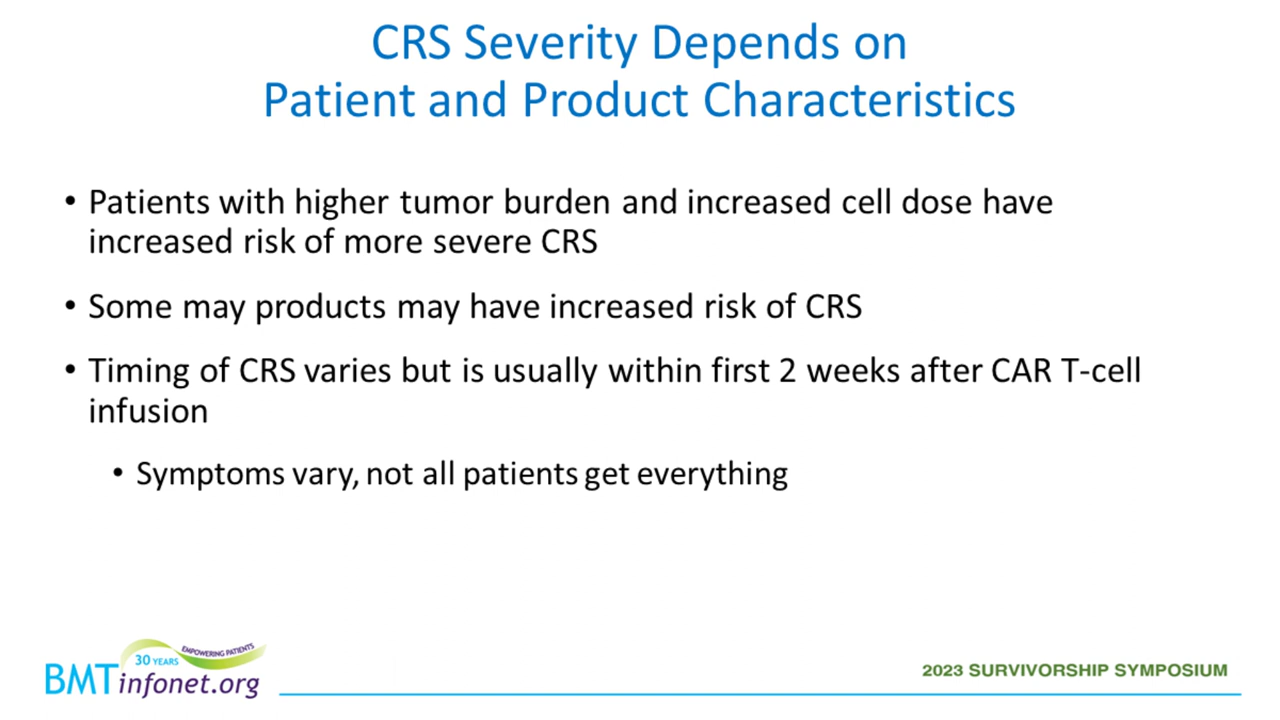 CRS Severity Depends on
Patient and Product Characteristics
• Patients with higher tumor burden and increased cell dose have
increased risk of more severe CRS
• Some may products may have increased risk of CRS
• Timing of CRS varies but is usually within first 2 weeks after CAR T-cell
infusion
• Symptoms vary, not all patients get everything
30 YEARS EMPOWERING PATIENTS
BMTinfonet.org
2023 SURVIVORSHIP SYMPOSIUM